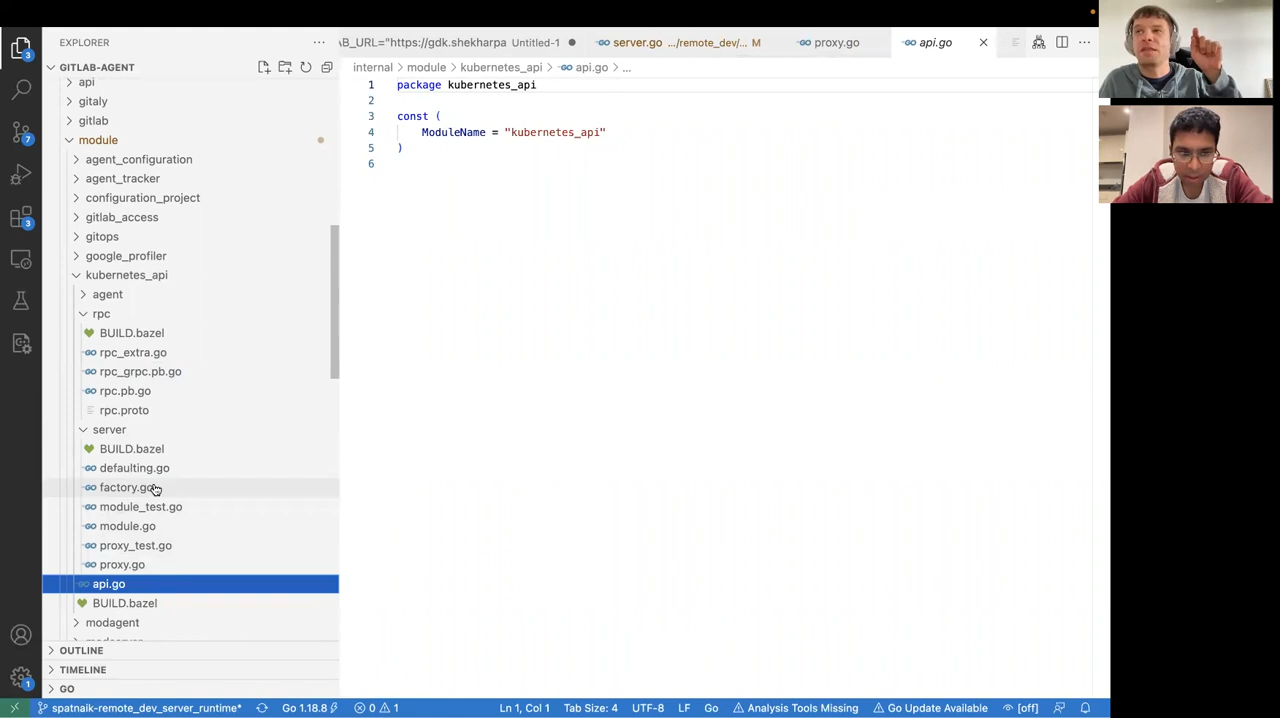 EXPLORER
AB_URL="https://gdk.shekharpa Untitled-1
server.go .../remote_dev/... M
proxy.go
api.go
GITLAB-AGENT
internal > module > kubernetes_api > api.go > ...
api
gitaly
gitlab
module
agent_configuration
agent_tracker
configuration_project
gitlab_access
gitops
google_profiler
kubernetes_api
agent
rpc
BUILD.bazel
rpc_extra.go
rpc_grpc.pb.go
rpc.pb.go
rpc.proto
server
BUILD.bazel
defaulting.go
factory.go
module_test.go
module.go
proxy_test.go
proxy.go
api.go
BUILD.bazel
modagent
OUTLINE
TIMELINE
GO
1 package kubernetes_api
2
3 const (
4 ModuleName = "kubernetes_api"
5 )
6
3
7
3
1
spatnaik-remote_dev_server_runtime*
Go 1.18.8
0
1
Ln 1, Col 1
Tab Size: 4
UTF-8
LF
Go
Analysis Tools Missing
Go Update Available
[off]